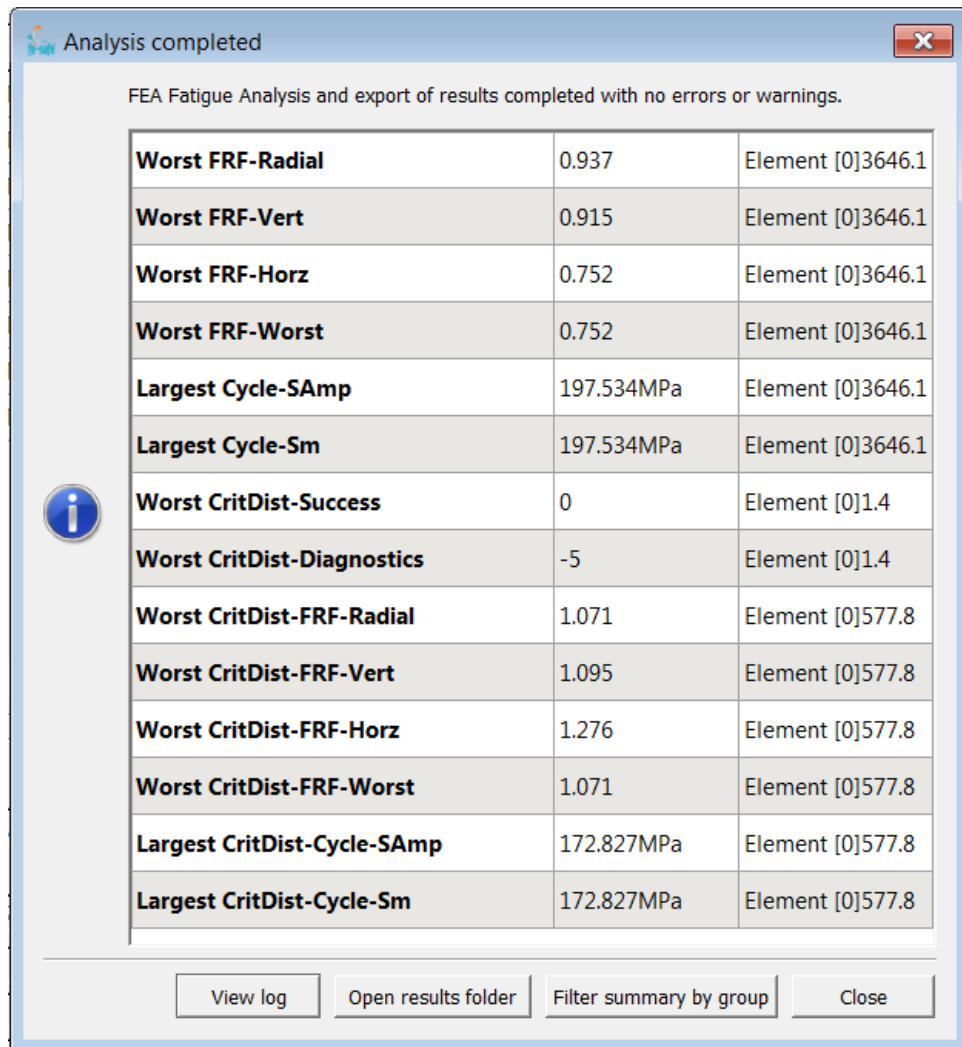 Analysis completed
FEA Fatigue Analysis and export of results completed with no errors or warnings.
Worst FRF-Radial 0.937 Element [0]3646.1
Worst FRF-Vert 0.915 Element [0]3646.1
Worst FRF-Horz 0.752 Element [0]3646.1
Worst FRF-Worst 0.752 Element [0]3646.1
Largest Cycle-SAmp 197.534MPa Element [0]3646.1
Largest Cycle-Sm 197.534MPa Element [0]3646.1
Worst CritDist-Success 0 Element [0]1.4
Worst CritDist-Diagnostics -5 Element [0]1.4
Worst CritDist-FRF-Radial 1.071 Element [0]577.8
Worst CritDist-FRF-Vert 1.095 Element [0]577.8
Worst CritDist-FRF-Horz 1.276 Element [0]577.8
Worst CritDist-FRF-Worst 1.071 Element [0]577.8
Largest CritDist-Cycle-SAmp 172.827MPa Element [0]577.8
Largest CritDist-Cycle-Sm 172.827MPa Element [0]577.8
View log Open results folder Filter summary by group Close